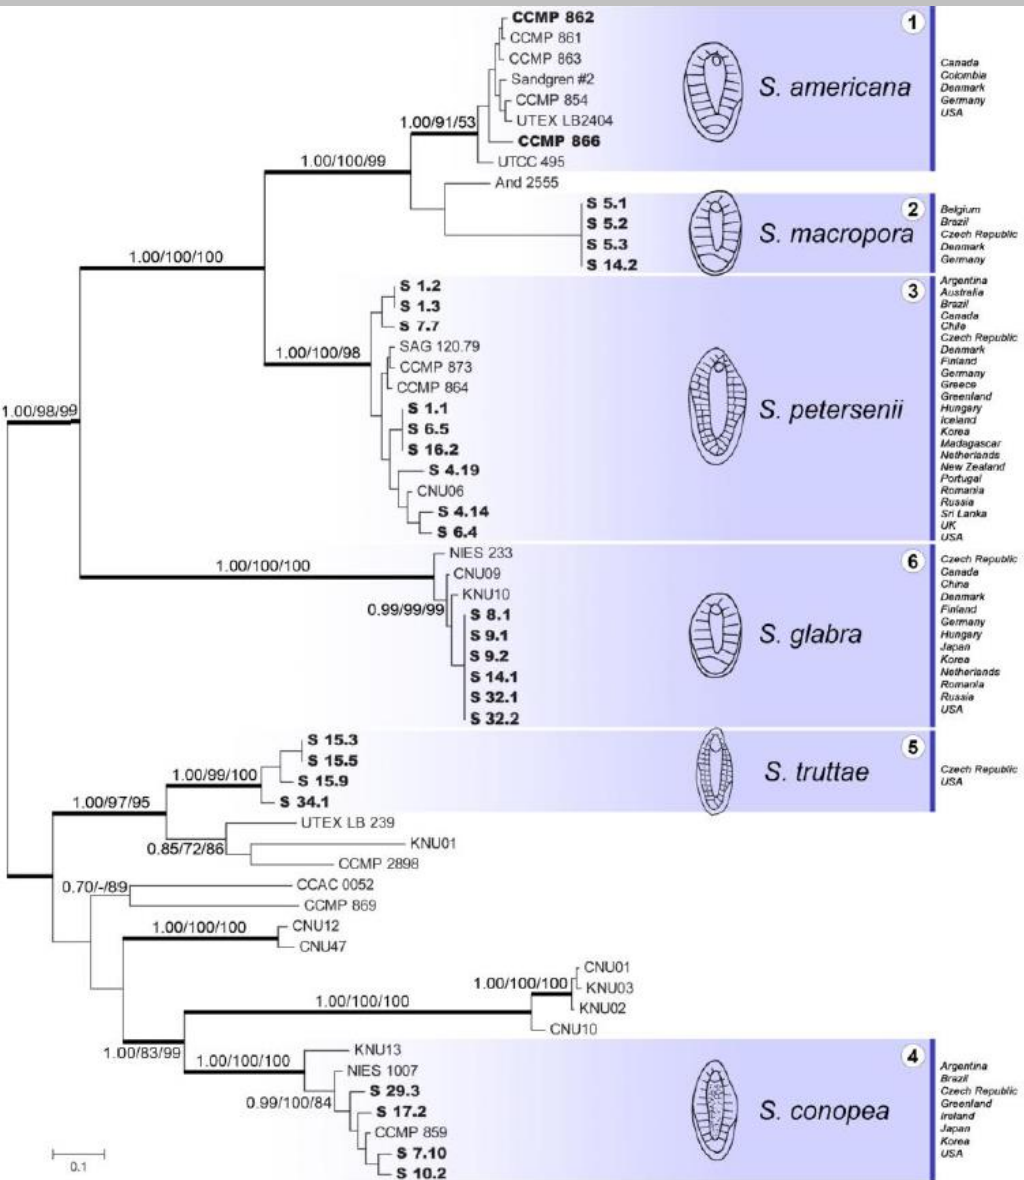 CCMP 862
CCMP 861
CCMP 863
Sandgren #2
CCMP 854
UTEX LB2404
CCMP 866
UTCC 495
1.00/91/53
1.00/100/99
1
S. americana
Canada
Colombia
Denmark
Germany
USA
And 2555
S 5.1
S 5.2
S 5.3
S 14.2
2
S. macropora
Belgium
Brazil
Czech Republic
Denmark
Germany
1.00/100/100
S 1.2
S 1.3
S 7.7
SAG 120.79
CCMP 873
CCMP 864
S 1.1
S 6.5
S 16.2
S 4.19
CNU06
S 4.14
S 6.4
1.00/100/98
3
S. petersenii
Argentina
Australia
Brazil
Canada
Chile
Czech Republic
Denmark
Finland
Germany
Greece
Greenland
Hungary
Iceland
Korea
Madagascar
Netherlands
New Zealand
Portugal
Romania
Russia
Sri Lanka
UK
USA
1.00/98/99
NIES 233
CNU09
KNU10
S 8.1
S 9.1
S 9.2
S 14.1
S 32.1
S 32.2
1.00/100/100
0.99/99/99
6
S. glabra
Czech Republic
Canada
China
Denmark
Finland
Germany
Hungary
Japan
Korea
Netherlands
Romania
Russia
USA
S 15.3
S 15.5
S 15.9
S 34.1
1.00/99/100
1.00/97/95
5
S. truttae
Czech Republic
USA
UTEX LB 239
KNU01
CCMP 2898
0.85/72/86
CCAC 0052
CCMP 869
0.70/-/89
CNU12
CNU47
1.00/100/100
CNU01
KNU03
KNU02
CNU10
1.00/100/100
1.00/100/100
1.00/83/99
KNU13
NIES 1007
S 29.3
S 17.2
CCMP 859
S 7.10
S 10.2
1.00/100/100
0.99/100/84
4
S. conopea
Argentina
Brazil
Czech Republic
Greenland
Ireland
Japan
Korea
USA
0.1